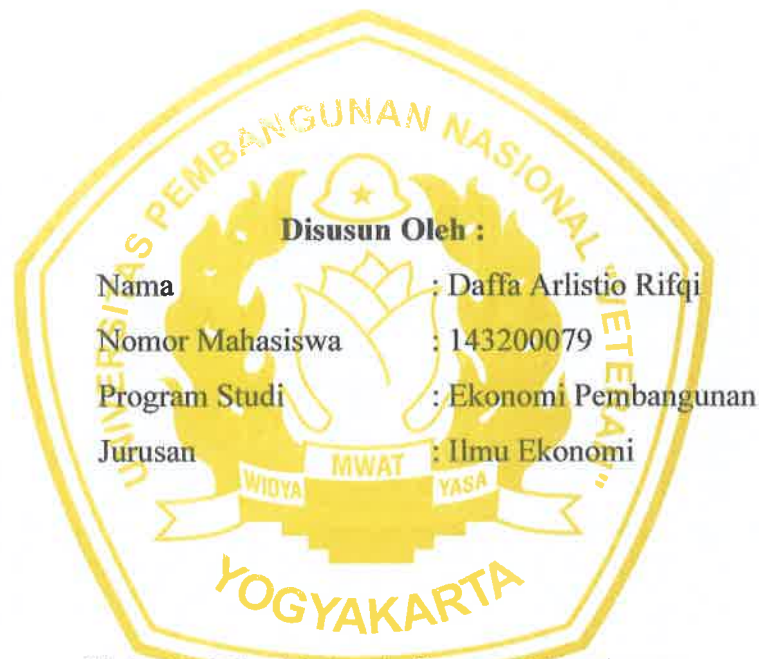 UNIVERSITAS PEMBANGUNAN NASIONAL "VETERAN"
Disusun Oleh :
Nama : Daffa Arlistio Rifqi
Nomor Mahasiswa : 143200079
Program Studi : Ekonomi Pembangunan
Jurusan : Ilmu Ekonomi
WIDYA MWAT YASA
YOGYAKARTA